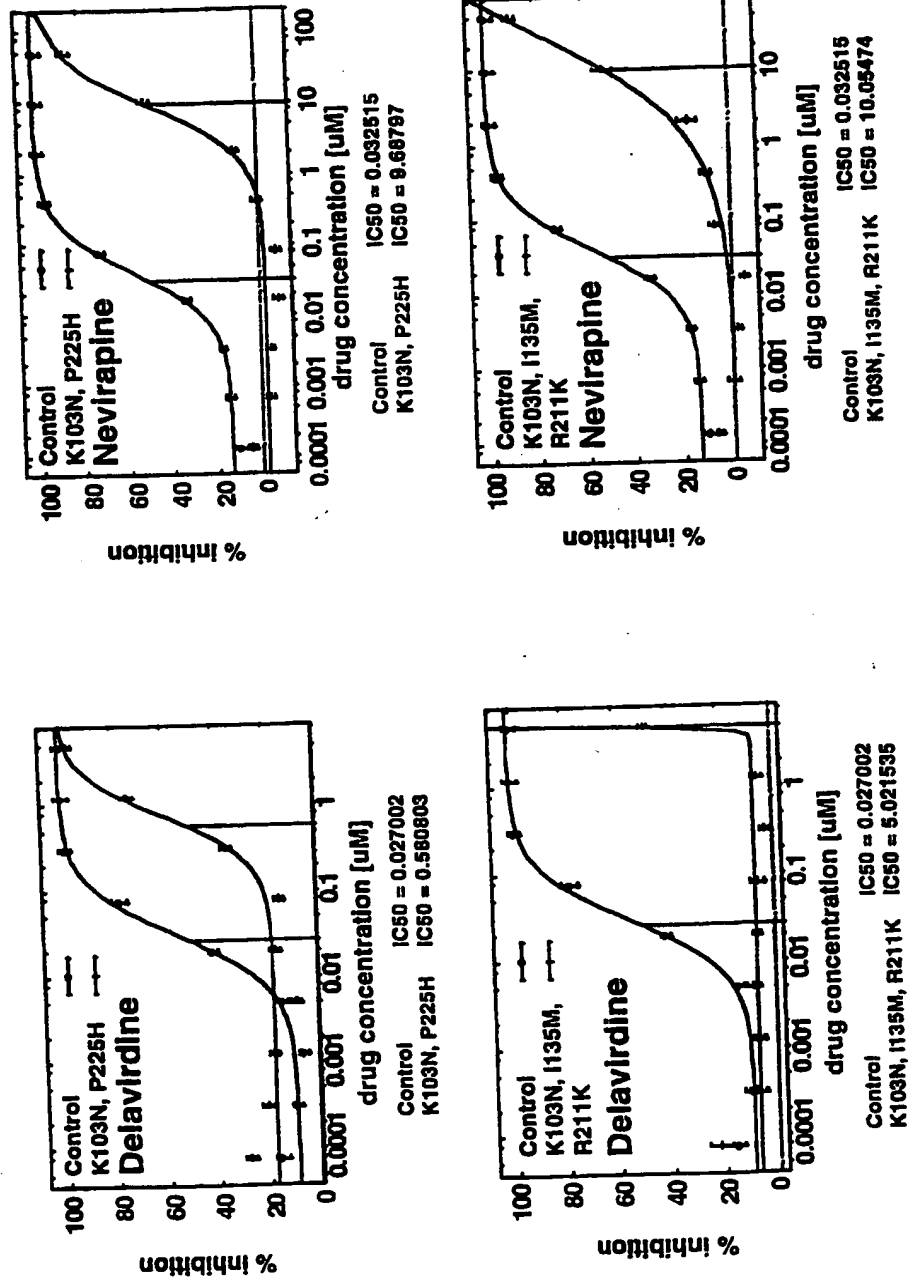 100
80
60
40
20
0
% inhibition
Control
K103N, P225H
Delavirdine
0.0001 0.001 0.01 0.1 1
drug concentration [uM]
Control IC50 = 0.027002
K103N, P225H IC50 = 0.580803
100
80
60
40
20
0
% inhibition
Control
K103N, P225H
Nevirapine
0.0001 0.001 0.01 0.1 1 10 100
drug concentration [uM]
Control IC50 = 0.032515
K103N, P225H IC50 = 9.68797
100
80
60
40
20
0
% inhibition
Control
K103N, I135M,
R211K
Delavirdine
0.0001 0.001 0.01 0.1 1
drug concentration [uM]
Control IC50 = 0.027002
K103N, I135M, R211K IC50 = 5.021535
100
80
60
40
20
0
% inhibition
Control
K103N, I135M,
R211K
Nevirapine
0.0001 0.001 0.01 0.1 1 10
drug concentration [uM]
Control IC50 = 0.032515
K103N, I135M, R211K IC50 = 10.05474